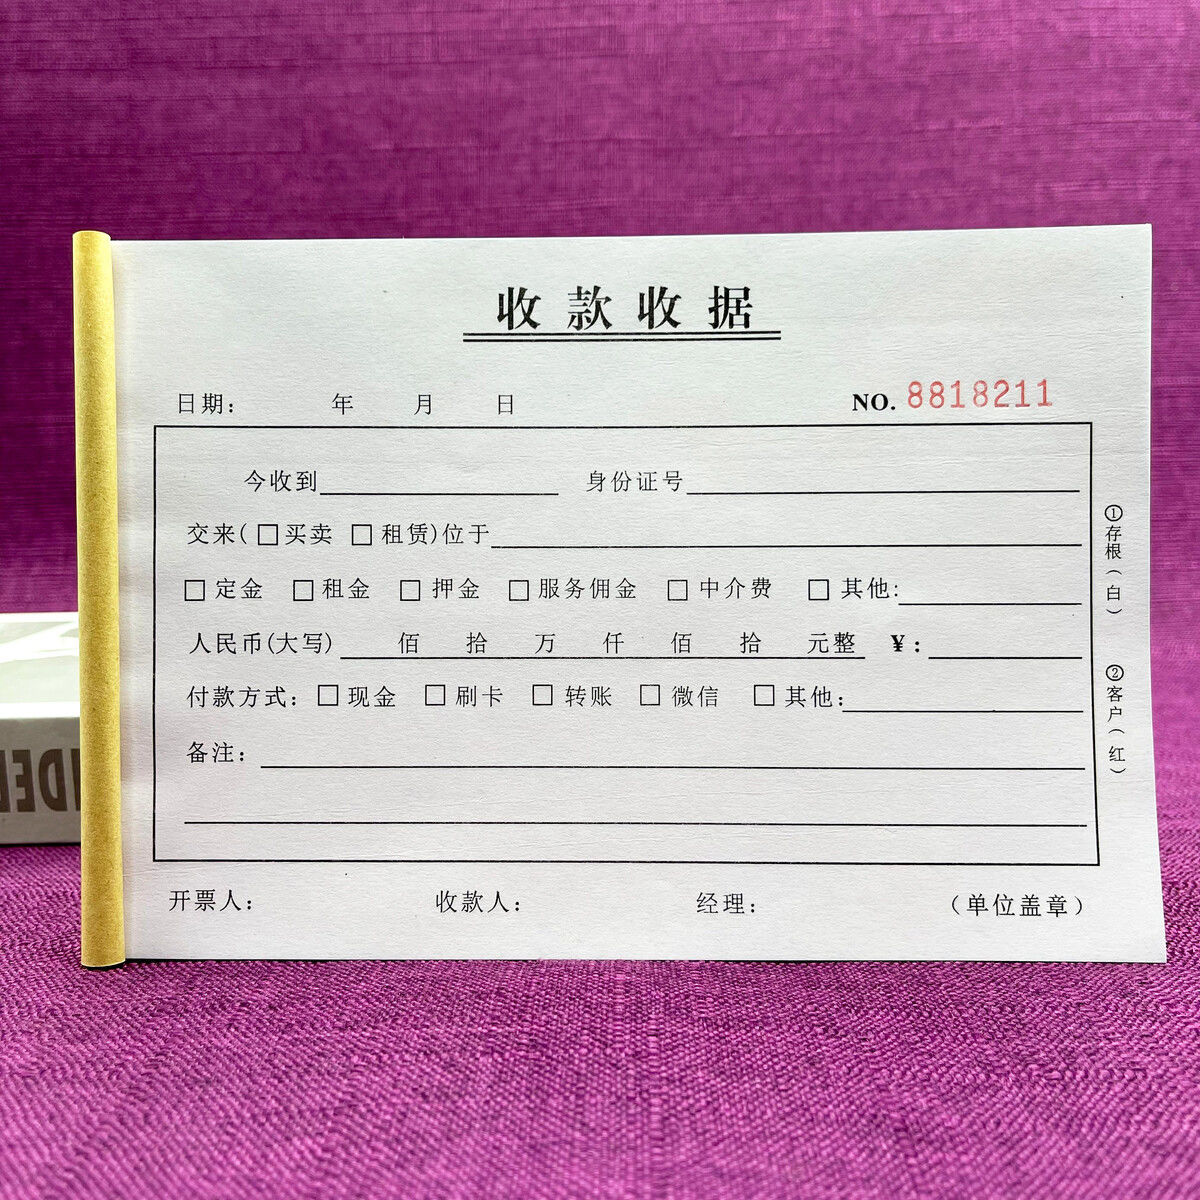 收款收据
日期： 年 月 日 NO. 8818211
今收到 身份证号
交来(□买卖 □租赁)位于
□定金 □租金 □押金 □服务佣金 □中介费 □其他:
人民币(大写) 佰 拾 万 仟 佰 拾 元整 ¥:
付款方式：□现金 □刷卡 □转账 □微信 □其他:
备注：
开票人： 收款人： 经理： （单位盖章）
①存根（白）
②客户（红）